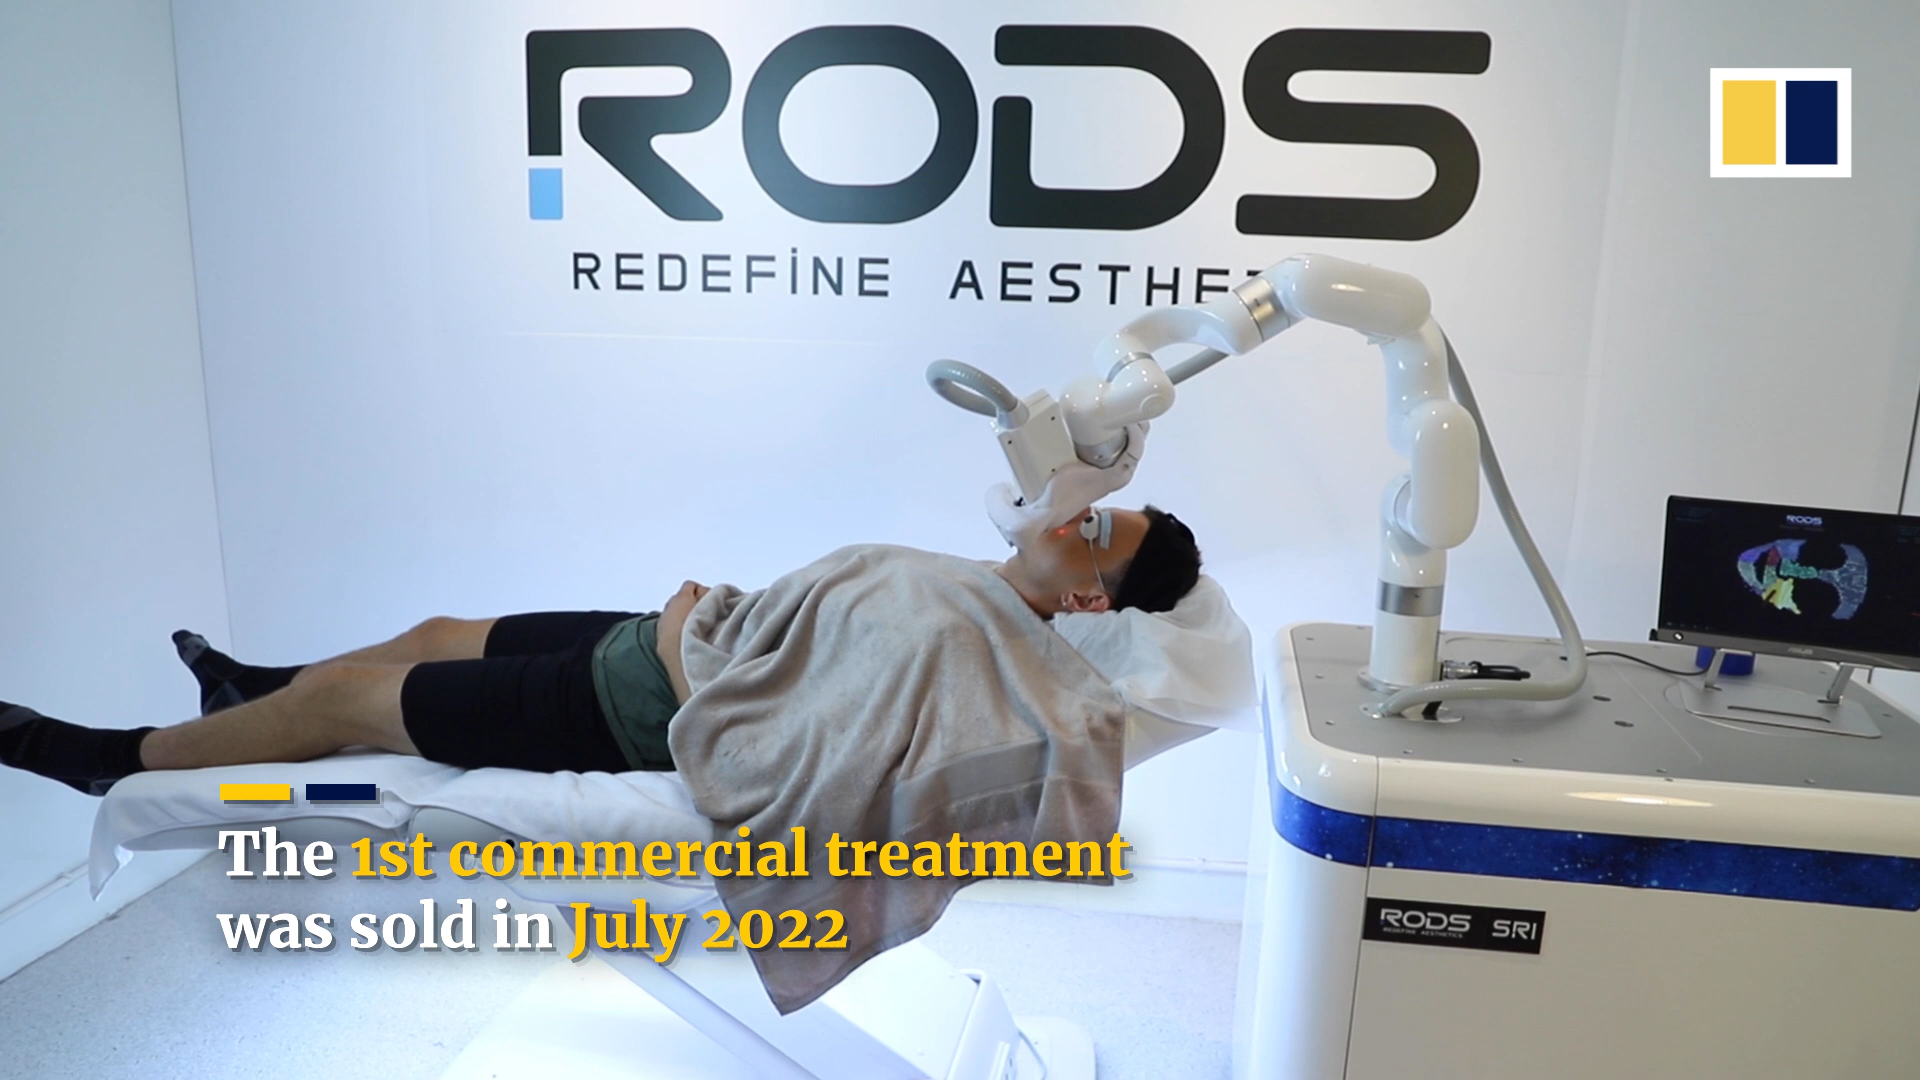 RODS
REDEFİNE AESTHE
RODS
The 1st commercial treatment
was sold in July 2022
RODS SRI
REDEFINE AESTHETICS